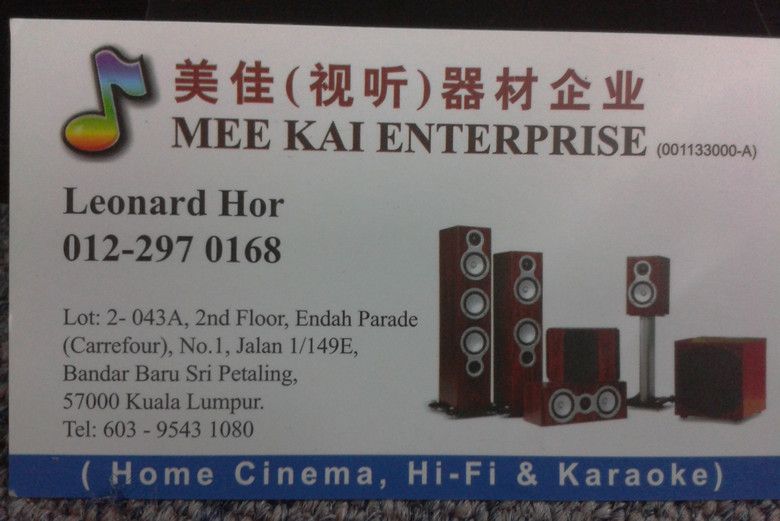 美佳(视听)器材企业
MEE KAI ENTERPRISE (001133000-A)
Leonard Hor
012-297 0168
Lot: 2- 043A, 2nd Floor, Endah Parade
(Carrefour), No.1, Jalan 1/149E,
Bandar Baru Sri Petaling,
57000 Kuala Lumpur.
Tel: 603 - 9543 1080
( Home Cinema, Hi-Fi & Karaoke)